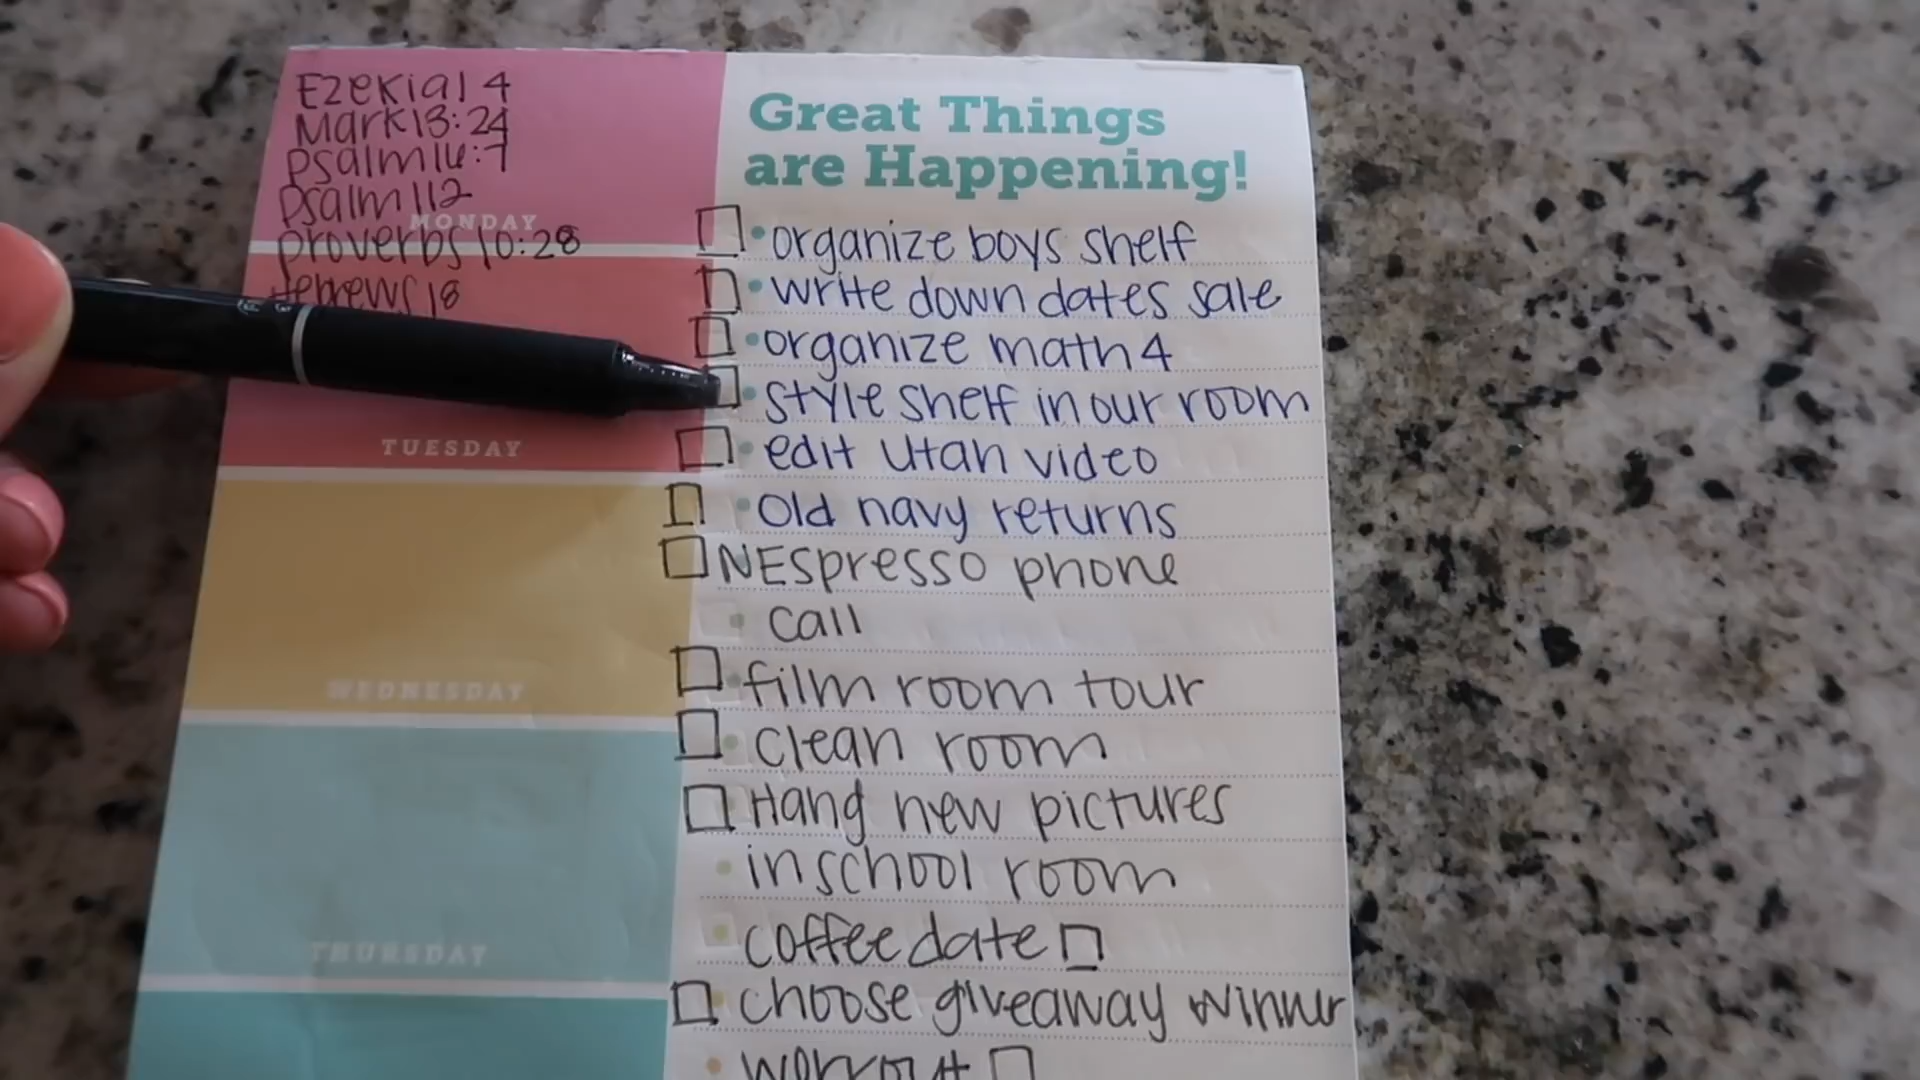 Ezekial 4
Mark 13:24
Psalm 16:7
Psalm 112
MONDAY
Proverbs 10:28
Hebrews 18
TUESDAY
WEDNESDAY
THURSDAY
Great Things
are Happening!
organize boys shelf
write down dates sale
organize math 4
style shelf in our room
edit Utah video
Old navy returns
NESpresso phone
call
film room tour
clean room
Hang new pictures
in school room
coffee date
choose giveaway winner
workout